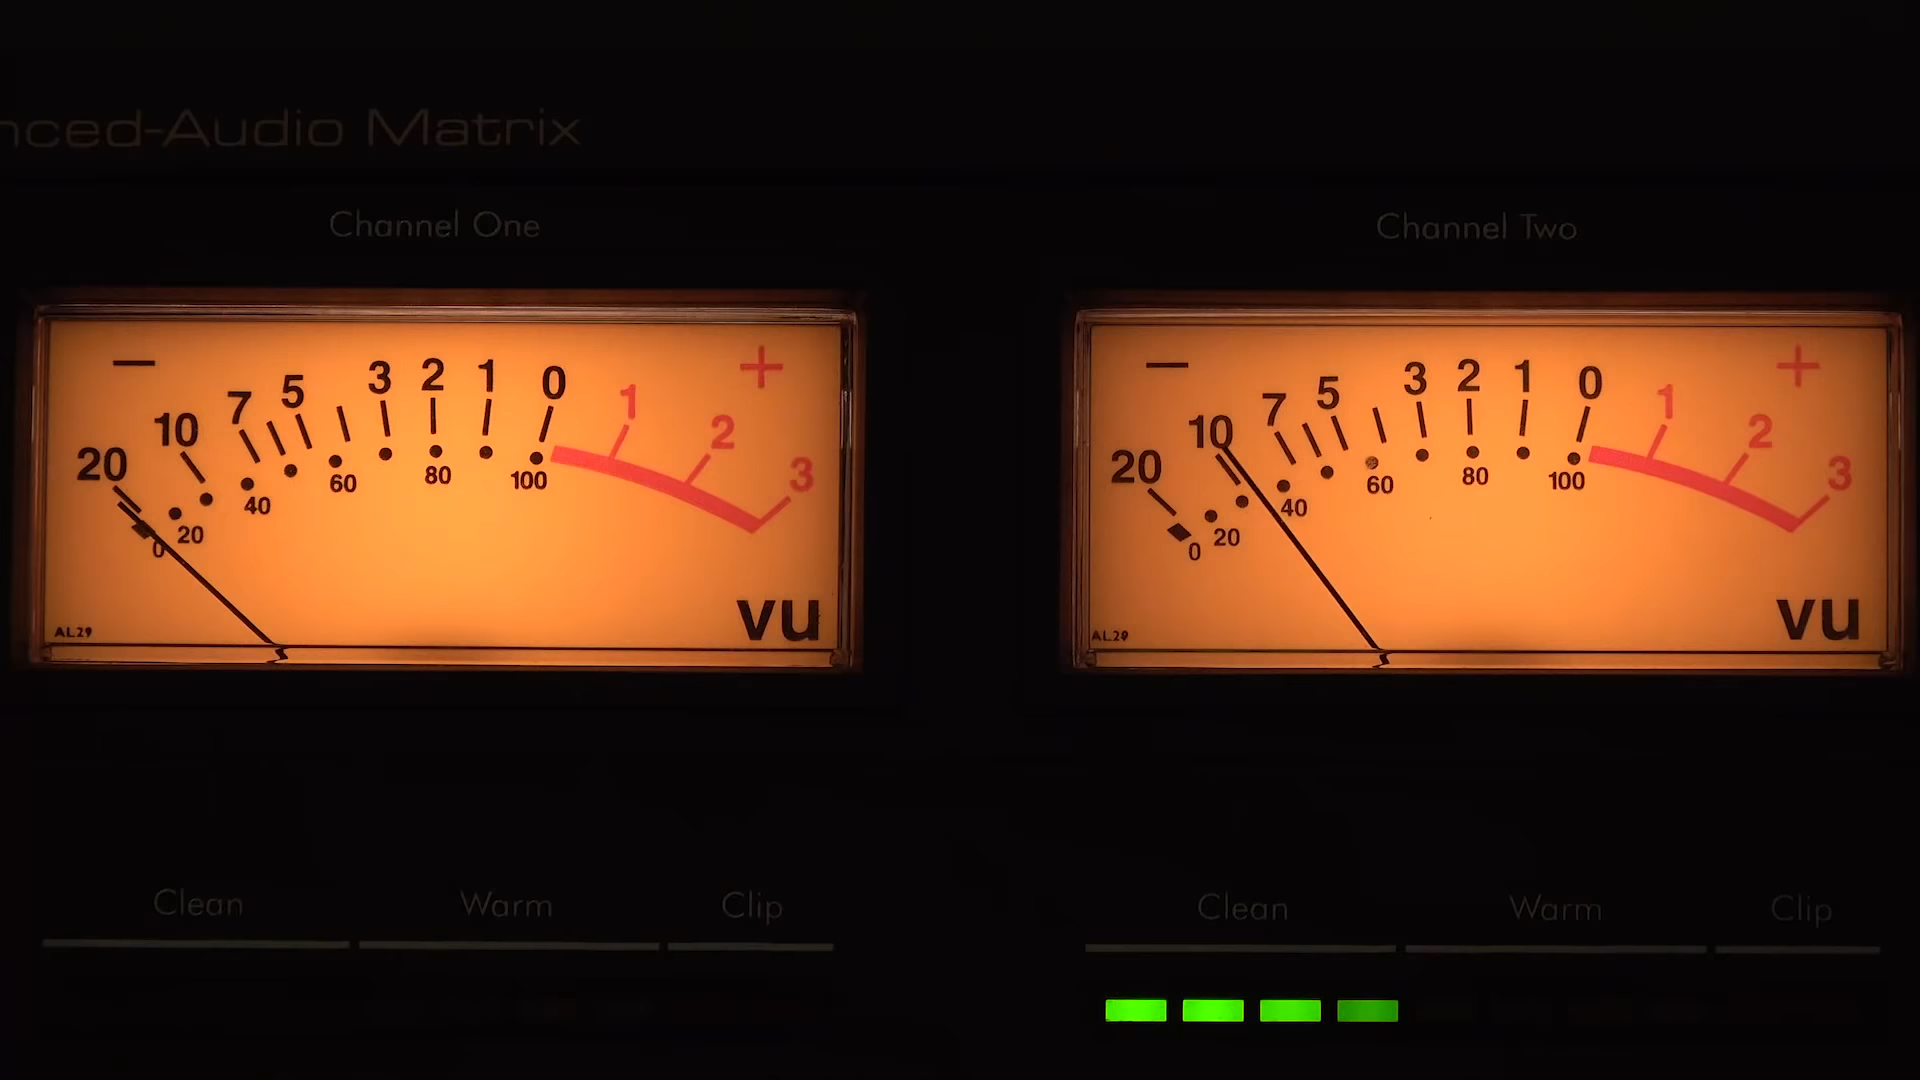 nced-Audio Matrix
Channel One
Channel Two
− 20 10 7 5 3 2 1 0 1 2 3 +
0 20 40 60 80 100
AL29
vu
− 20 10 7 5 3 2 1 0 1 2 3 +
0 20 40 60 80 100
AL29
vu
Clean Warm Clip
Clean Warm Clip